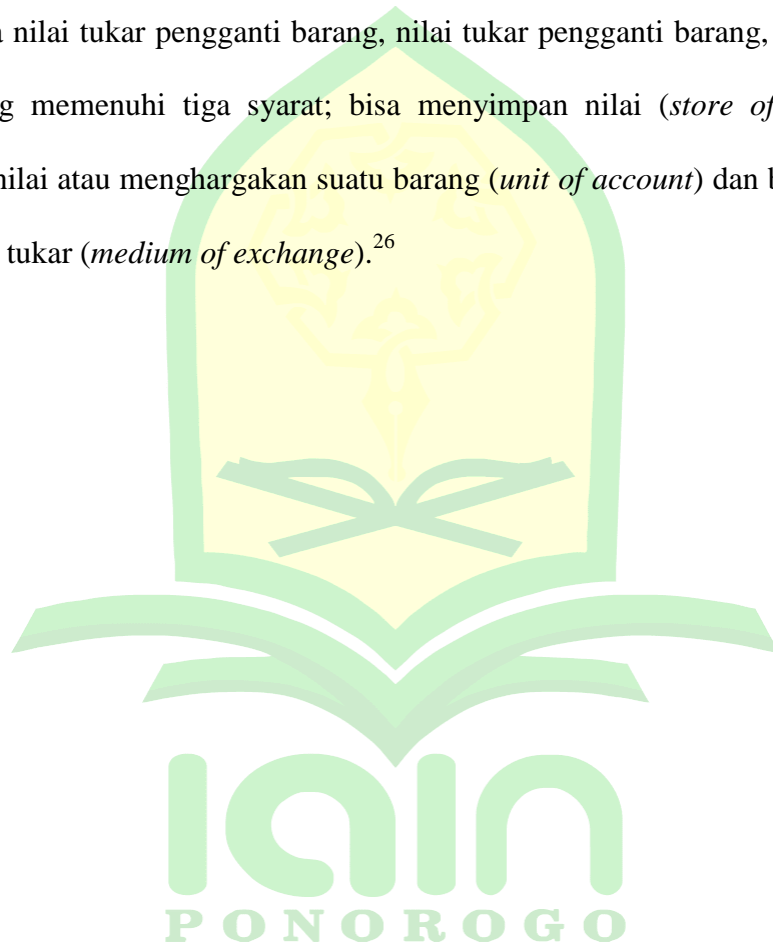 nilai tukar pengganti barang, nilai tukar pengganti barang,
memenuhi tiga syarat; bisa menyimpan nilai (store of
nilai atau menghargakan suatu barang (unit of account) dan
tukar (medium of exchange).26
iain
PONOROGO